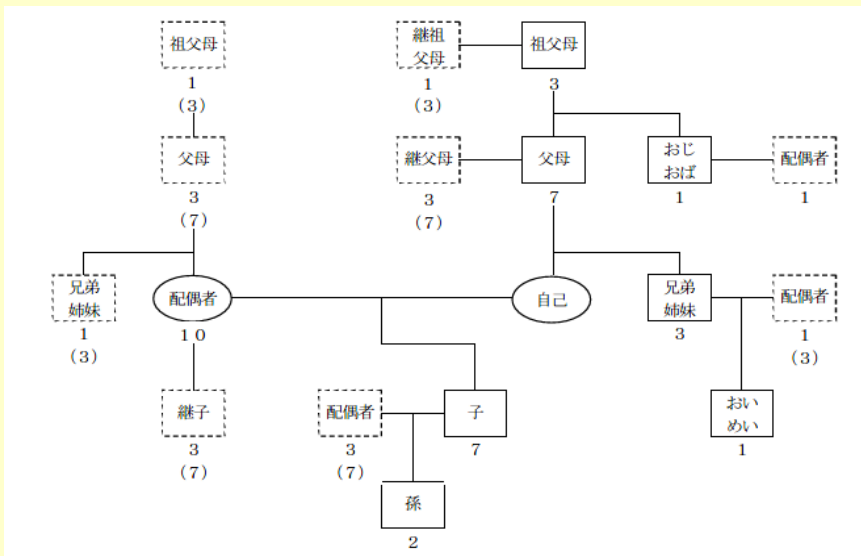 祖父母
1
(3)
継祖
父母
1
(3)
祖父母
3
父母
3
(7)
継父母
3
(7)
父母
7
おじ
おば
1
配偶者
1
兄弟
姉妹
1
(3)
配偶者
10
自己
兄弟
姉妹
3
配偶者
1
(3)
継子
3
(7)
配偶者
3
(7)
子
7
おい
めい
1
孫
2